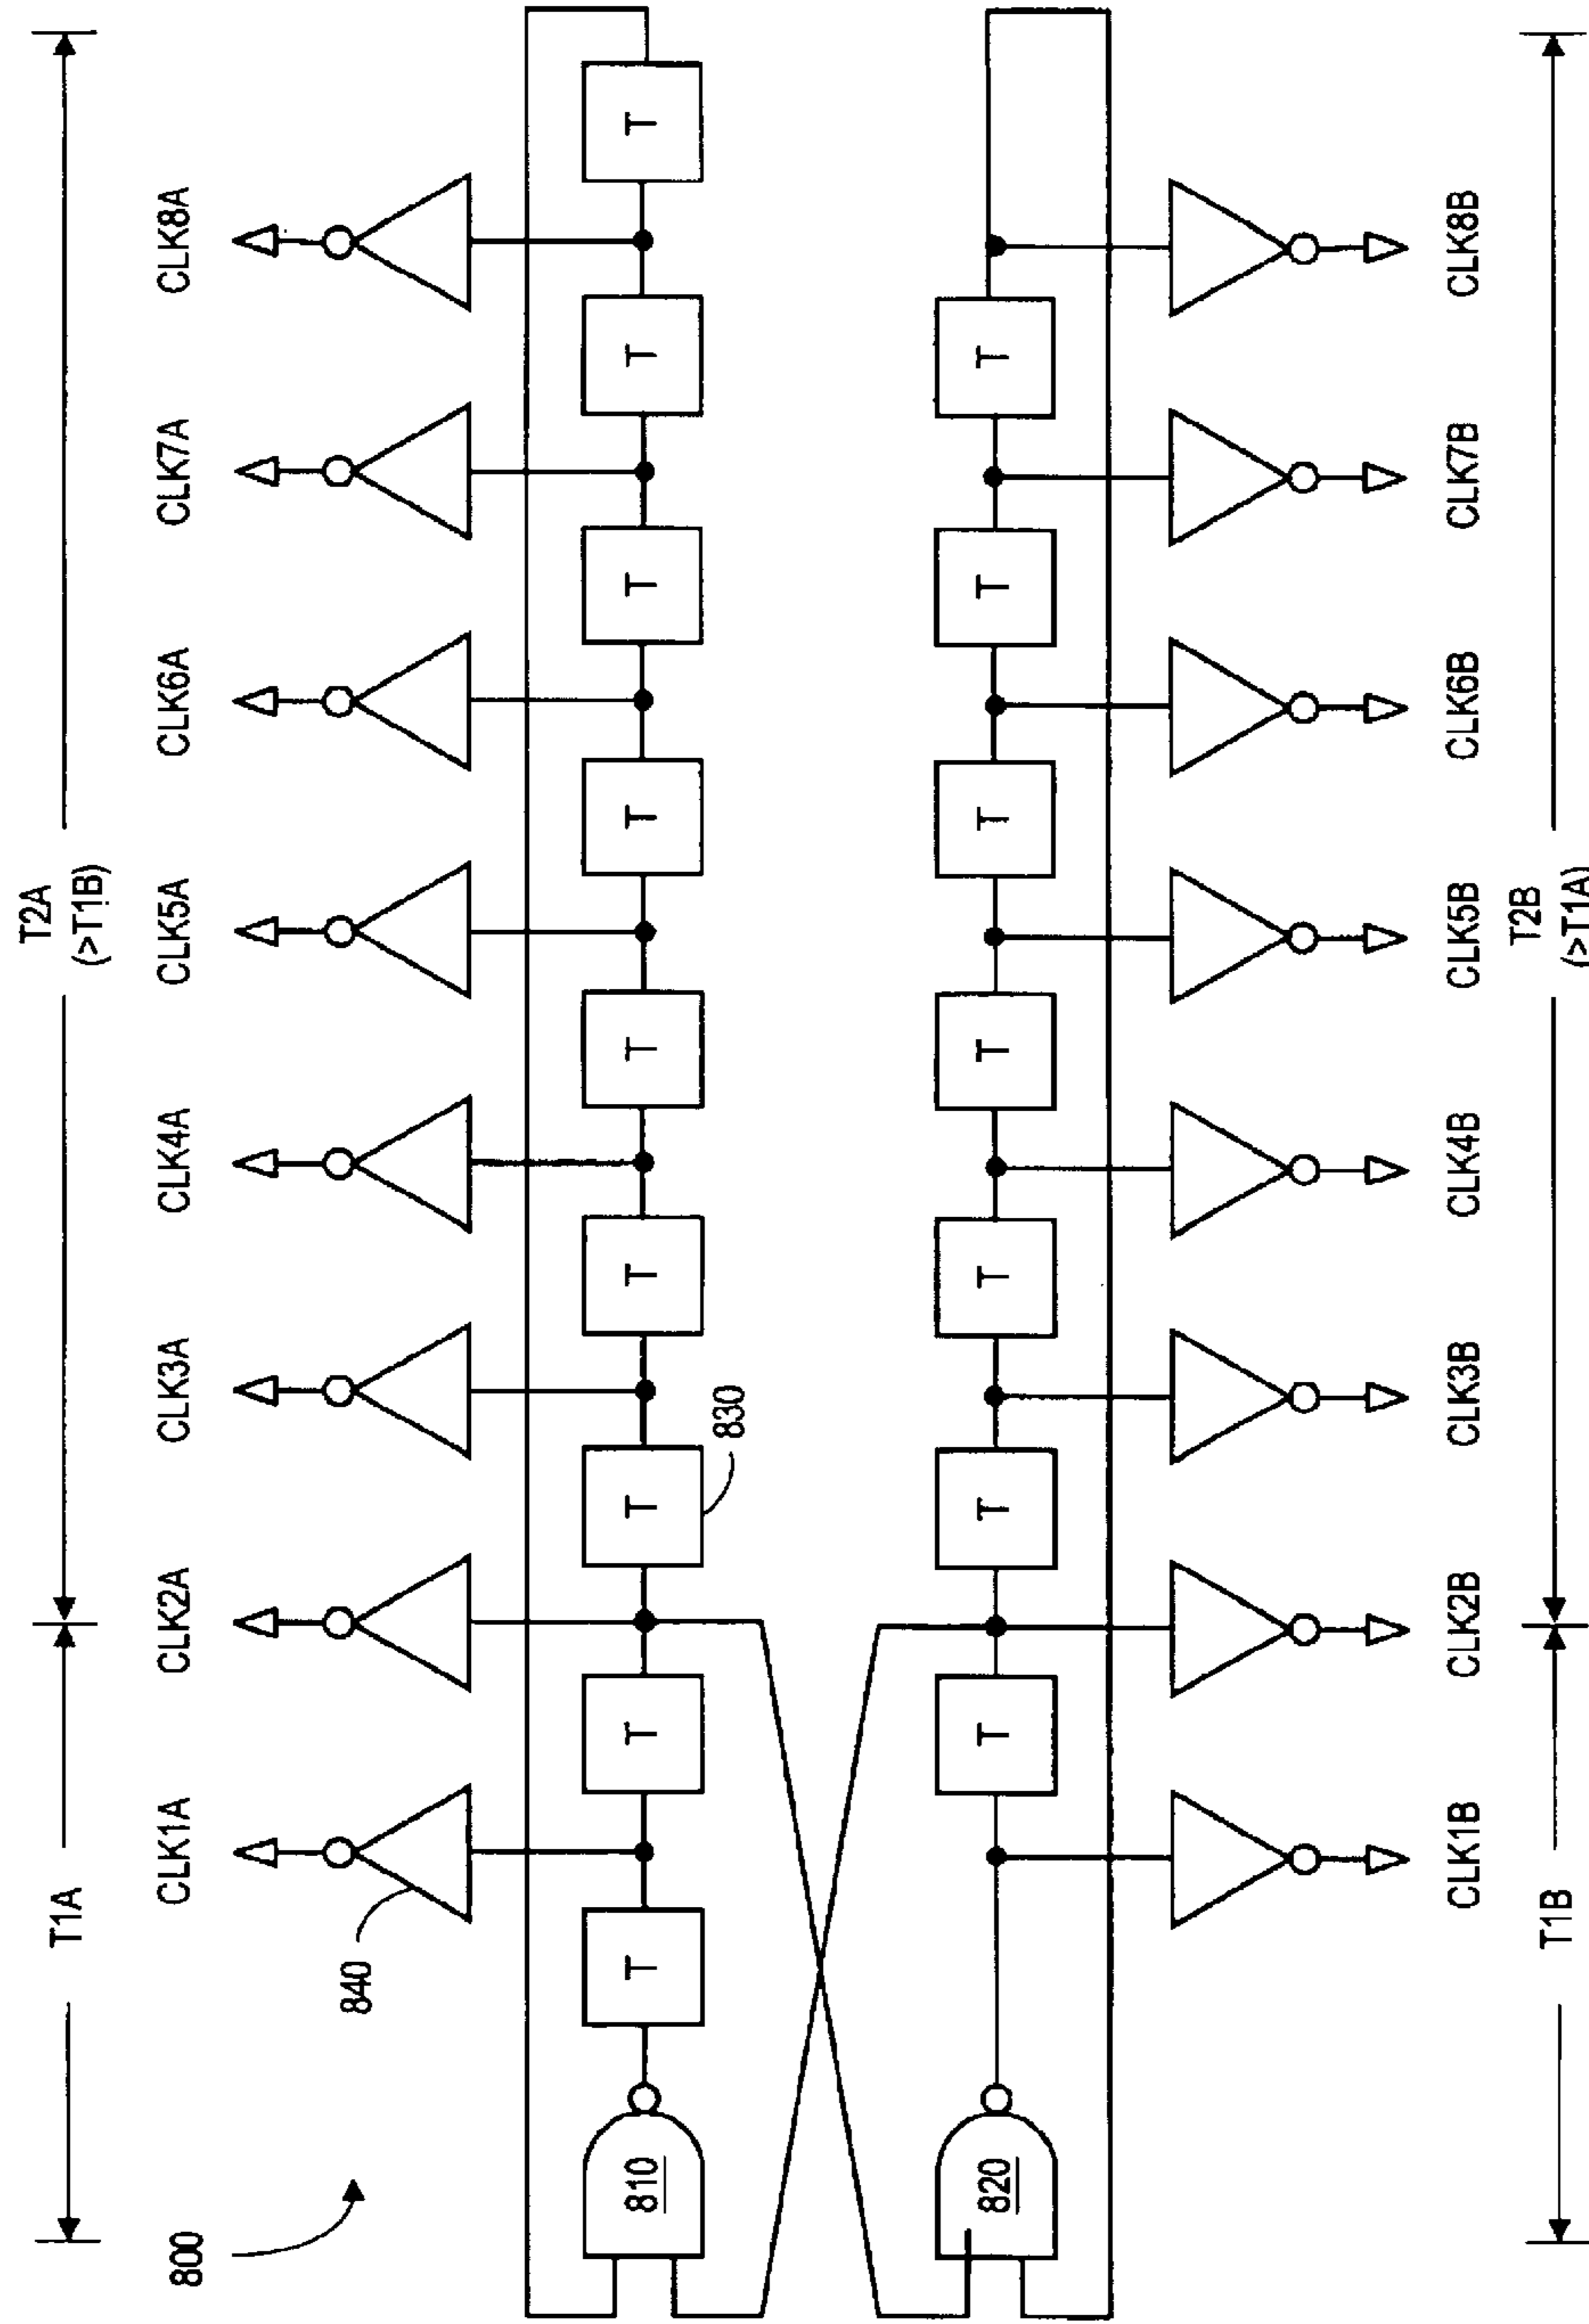 T2A
T1A
(>T1B)
800
CLK1A CLK2A CLK3A CLK4A CLK5A CLK6A CLK7A CLK8A
840
810 T T T T T T T T T
830
820 T T T T T T T
CLK1B CLK2B CLK3B CLK4B CLK5B CLK6B CLK7B CLK8B
T2B
T1B
(>T1A)